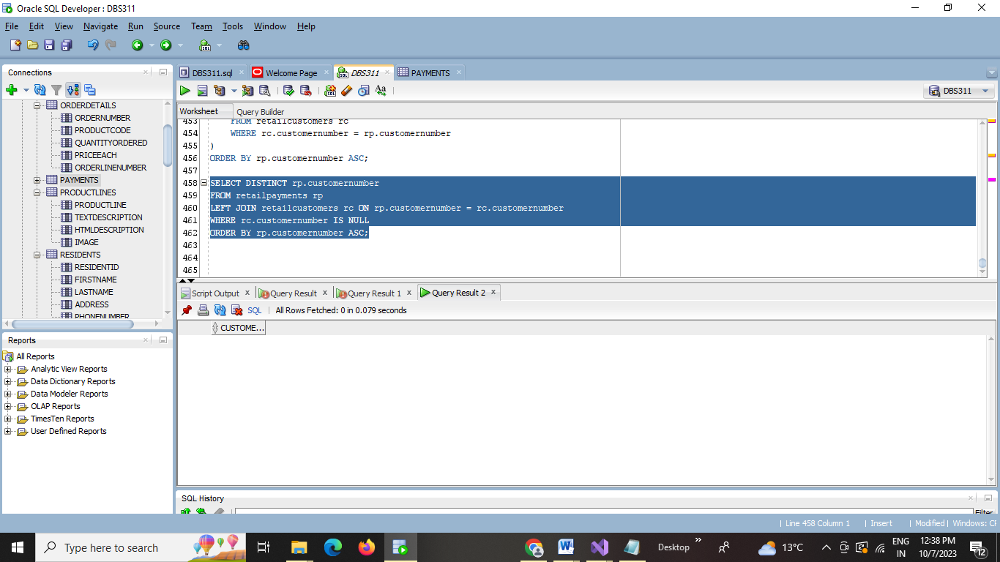 Oracle SQL Developer : DBS311
File Edit View Navigate Run Source Team Tools Window Help
Connections
ORDERDETAILS
ORDERNUMBER
PRODUCTCODE
QUANTITYORDERED
PRICEEACH
ORDERLINENUMBER
PAYMENTS
PRODUCTLINES
PRODUCTLINE
TEXTDESCRIPTION
HTMLDESCRIPTION
IMAGE
RESIDENTS
RESIDENTID
FIRSTNAME
LASTNAME
ADDRESS
PHONENUMBER
Reports
All Reports
Analytic View Reports
Data Dictionary Reports
Data Modeler Reports
OLAP Reports
TimesTen Reports
User Defined Reports
DBS311.sql Welcome Page DBS311 PAYMENTS
DBS311
Worksheet Query Builder
453 FROM retailcustomers rc
454 WHERE rc.customernumber = rp.customernumber
455 )
456 ORDER BY rp.customernumber ASC;
457
458 SELECT DISTINCT rp.customernumber
459 FROM retailpayments rp
460 LEFT JOIN retailcustomers rc ON rp.customernumber = rc.customernumber
461 WHERE rc.customernumber IS NULL
462 ORDER BY rp.customernumber ASC;
463
464
465
Script Output x Query Result x Query Result 1 x Query Result 2 x
SQL | All Rows Fetched: 0 in 0.079 seconds
CUSTOME...
SQL History
Filter
| Line 458 Column 1 | Insert | Modified | Windows: CF
Type here to search
Desktop
13°C
ENG
IN
12:38 PM
10/7/2023
12